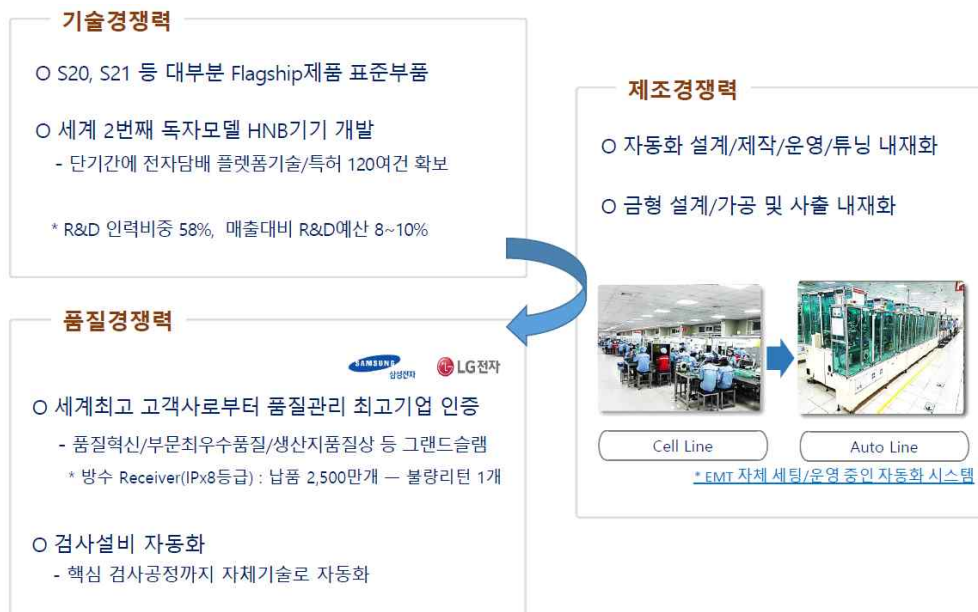 기술경쟁력
O S20, S21 등 대부분 Flagship제품 표준부품
O 세계 2번째 독자모델 HNB기기 개발
- 단기간에 전자담배 플렛폼기술/특허 120여건 확보
* R&D 인력비중 58%, 매출대비 R&D예산 8~10%
품질경쟁력
SAMSUNG
삼성전자
LG전자
O 세계최고 고객사로부터 품질관리 최고기업 인증
- 품질혁신/부문최우수품질/생산지품질상 등 그랜드슬램
* 방수 Receiver(IPx8등급) : 납품 2,500만개 ㅡ 불량리턴 1개
O 검사설비 자동화
- 핵심 검사공정까지 자체기술로 자동화
제조경쟁력
O 자동화 설계/제작/운영/튜닝 내재화
O 금형 설계/가공 및 사출 내재화
Cell Line
Auto Line
* EMT 자체 세팅/운영 중인 자동화 시스템